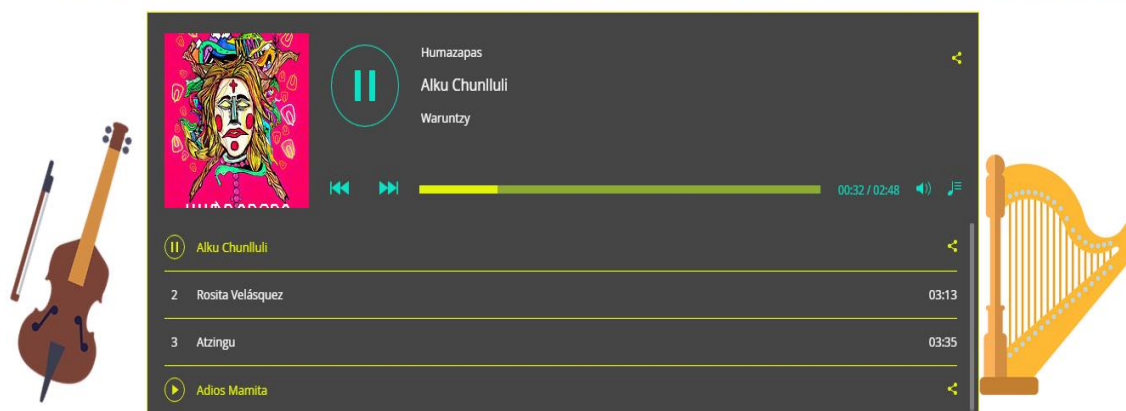 Humazapas
Alku Chunlluli
Waruntzy
00:32 / 02:48
Alku Chunlluli
2 Rosita Velásquez 03:13
3 Atzingu 03:35
Adios Mamita